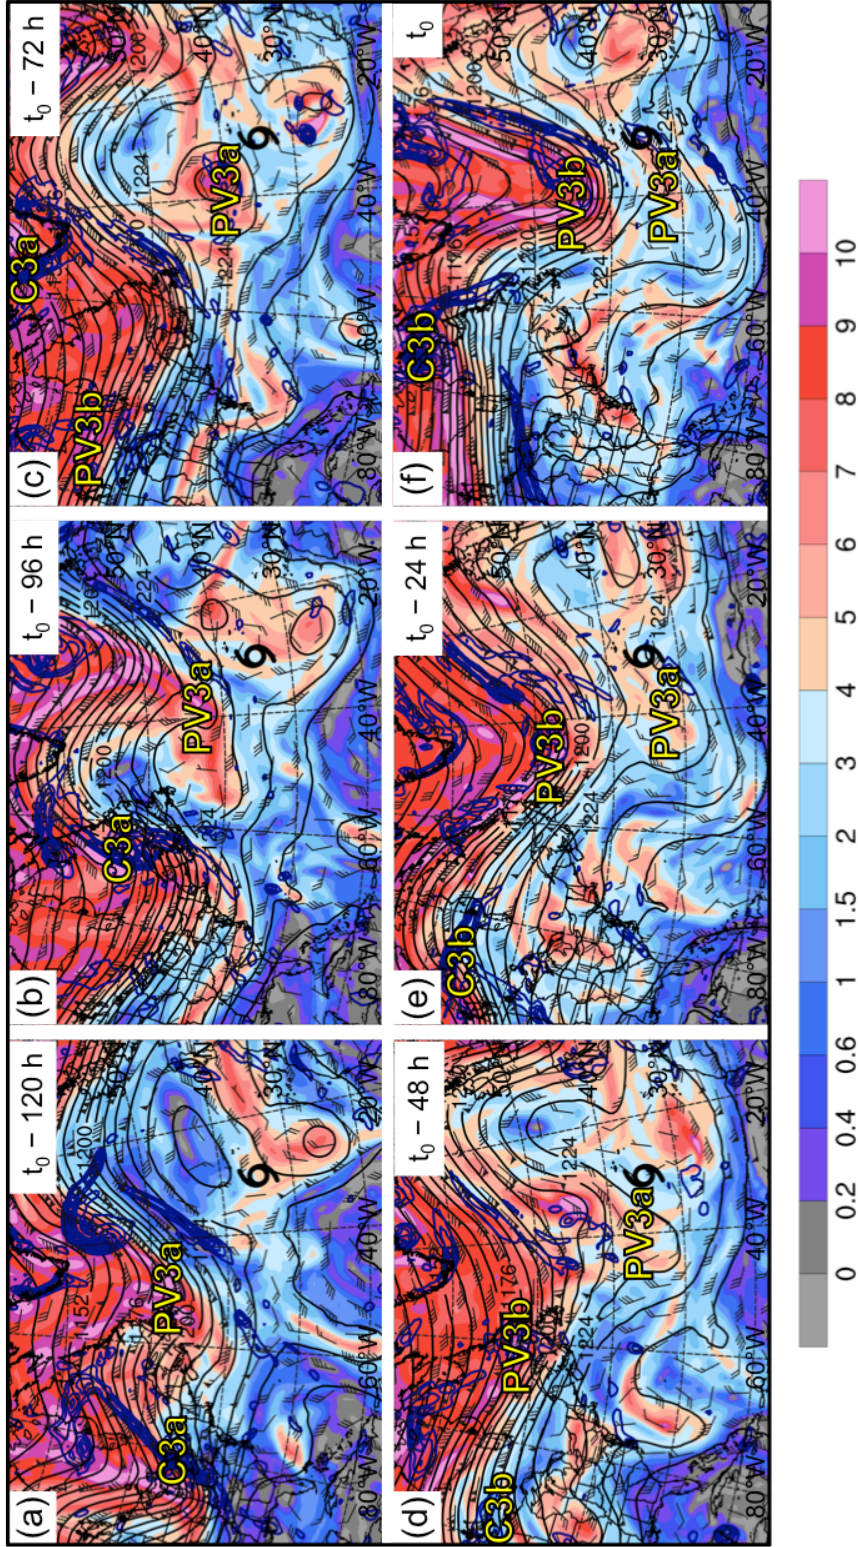 (a)
t₀ − 120 h
1152
1200
40°N
PV3a
C3a
30°N
80°W
60°W
40°W
20°W
(b)
t₀ − 96 h
50°N
1200
C3a
40°N
PV3a
30°N
80°W
60°W
40°W
20°W
(c)
t₀ − 72 h
C3a
50°N
1200
PV3b
1224
40°N
PV3a
1224
30°N
80°W
60°W
40°W
20°W
(d)
t₀ − 48 h
50°N
C3b
PV3b
1176
40°N
1224
1224
PV3a
30°N
80°W
60°W
40°W
20°W
(e)
t₀ − 24 h
C3b
50°N
PV3b
1200
40°N
1224
PV3a
30°N
1224
80°W
60°W
40°W
20°W
(f)
t₀
C3b
1176
50°N
1200
PV3b
1200
40°N
PV3a
30°N
80°W
60°W
40°W
20°W
0 0.2 0.4 0.6 1 1.5 2 3 4 5 6 7 8 9 10